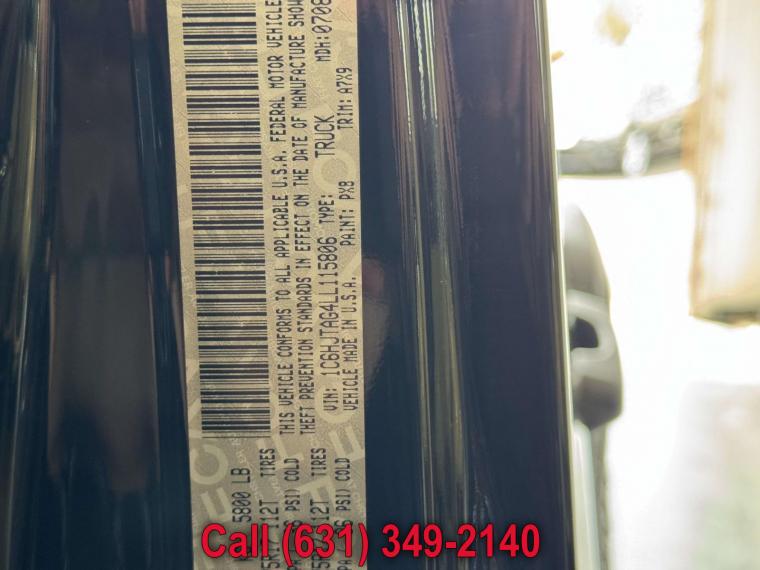 5800 LB
TIRES
PSI) COLD
THIS VEHICLE CONFORMS TO ALL APPLICABLE U.S.A. FEDERAL MOTOR VEHICLE
THEFT PREVENTION STANDARDS IN EFFECT ON THE DATE OF MANUFACTURE SHOW
VIN: 1C6HJTAG4LL115806 TYPE: TRUCK MDH:0708
VEHICLE MADE IN U.S.A. PAINT: PX8 TRIM: A7X9
TIRES
PSI) COLD
Call (631) 349-2140